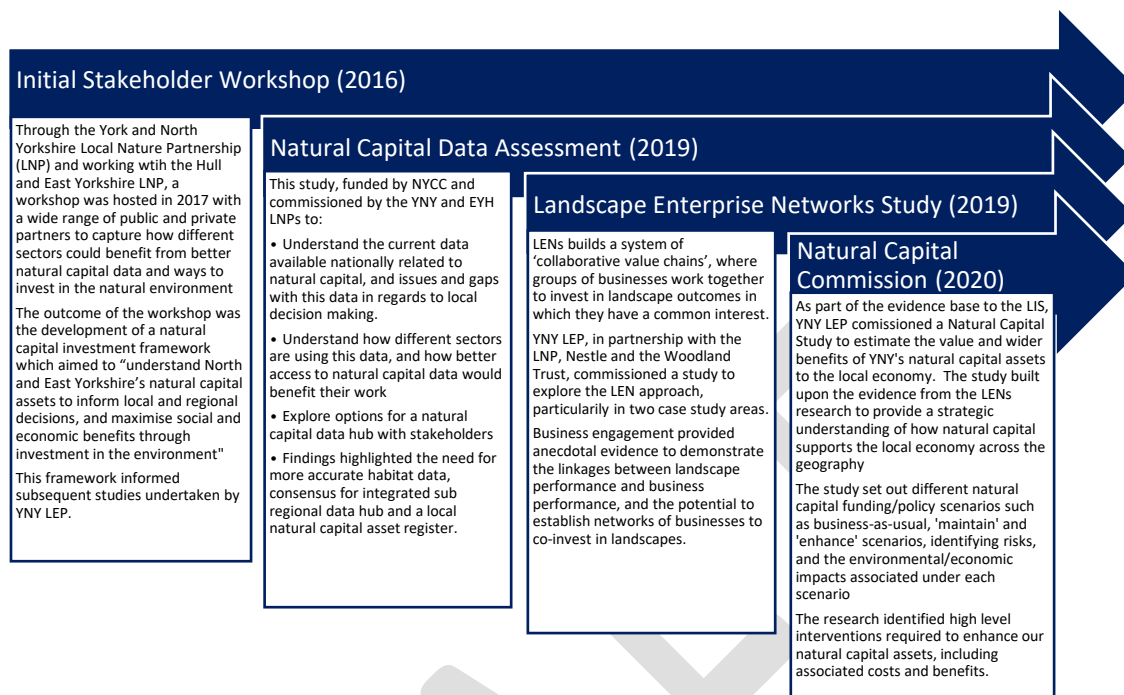 Initial Stakeholder Workshop (2016)
Through the York and North
Yorkshire Local Nature Partnership
(LNP) and working wtih the Hull
and East Yorkshire LNP, a
workshop was hosted in 2017 with
a wide range of public and private
partners to capture how different
sectors could benefit from better
natural capital data and ways to
invest in the natural environment
The outcome of the workshop was
the development of a natural
capital investment framework
which aimed to “understand North
and East Yorkshire’s natural capital
assets to inform local and regional
decisions, and maximise social and
economic benefits through
investment in the environment"
This framework informed
subsequent studies undertaken by
YNY LEP.
Natural Capital Data Assessment (2019)
This study, funded by NYCC and
commissioned by the YNY and EYH
LNPs to:
• Understand the current data
available nationally related to
natural capital, and issues and gaps
with this data in regards to local
decision making.
• Understand how different sectors
are using this data, and how better
access to natural capital data would
benefit their work
• Explore options for a natural
capital data hub with stakeholders
• Findings highlighted the need for
more accurate habitat data,
consensus for integrated sub
regional data hub and a local
natural capital asset register.
Landscape Enterprise Networks Study (2019)
LENs builds a system of
‘collaborative value chains’, where
groups of businesses work together
to invest in landscape outcomes in
which they have a common interest.
YNY LEP, in partnership with the
LNP, Nestle and the Woodland
Trust, commissioned a study to
explore the LEN approach,
particularly in two case study areas.
Business engagement provided
anecdotal evidence to demonstrate
the linkages between landscape
performance and business
performance, and the potential to
establish networks of businesses to
co-invest in landscapes.
Natural Capital
Commission (2020)
As part of the evidence base to the LIS,
YNY LEP comissioned a Natural Capital
Study to estimate the value and wider
benefits of YNY's natural capital assets
to the local economy.  The study built
upon the evidence from the LENs
research to provide a strategic
understanding of how natural capital
supports the local economy across the
geography
The study set out different natural
capital funding/policy scenarios such
as business-as-usual, 'maintain' and
'enhance' scenarios, identifying risks,
and the environmental/economic
impacts associated under each
scenario
The research identified high level
interventions required to enhance our
natural capital assets, including
associated costs and benefits.